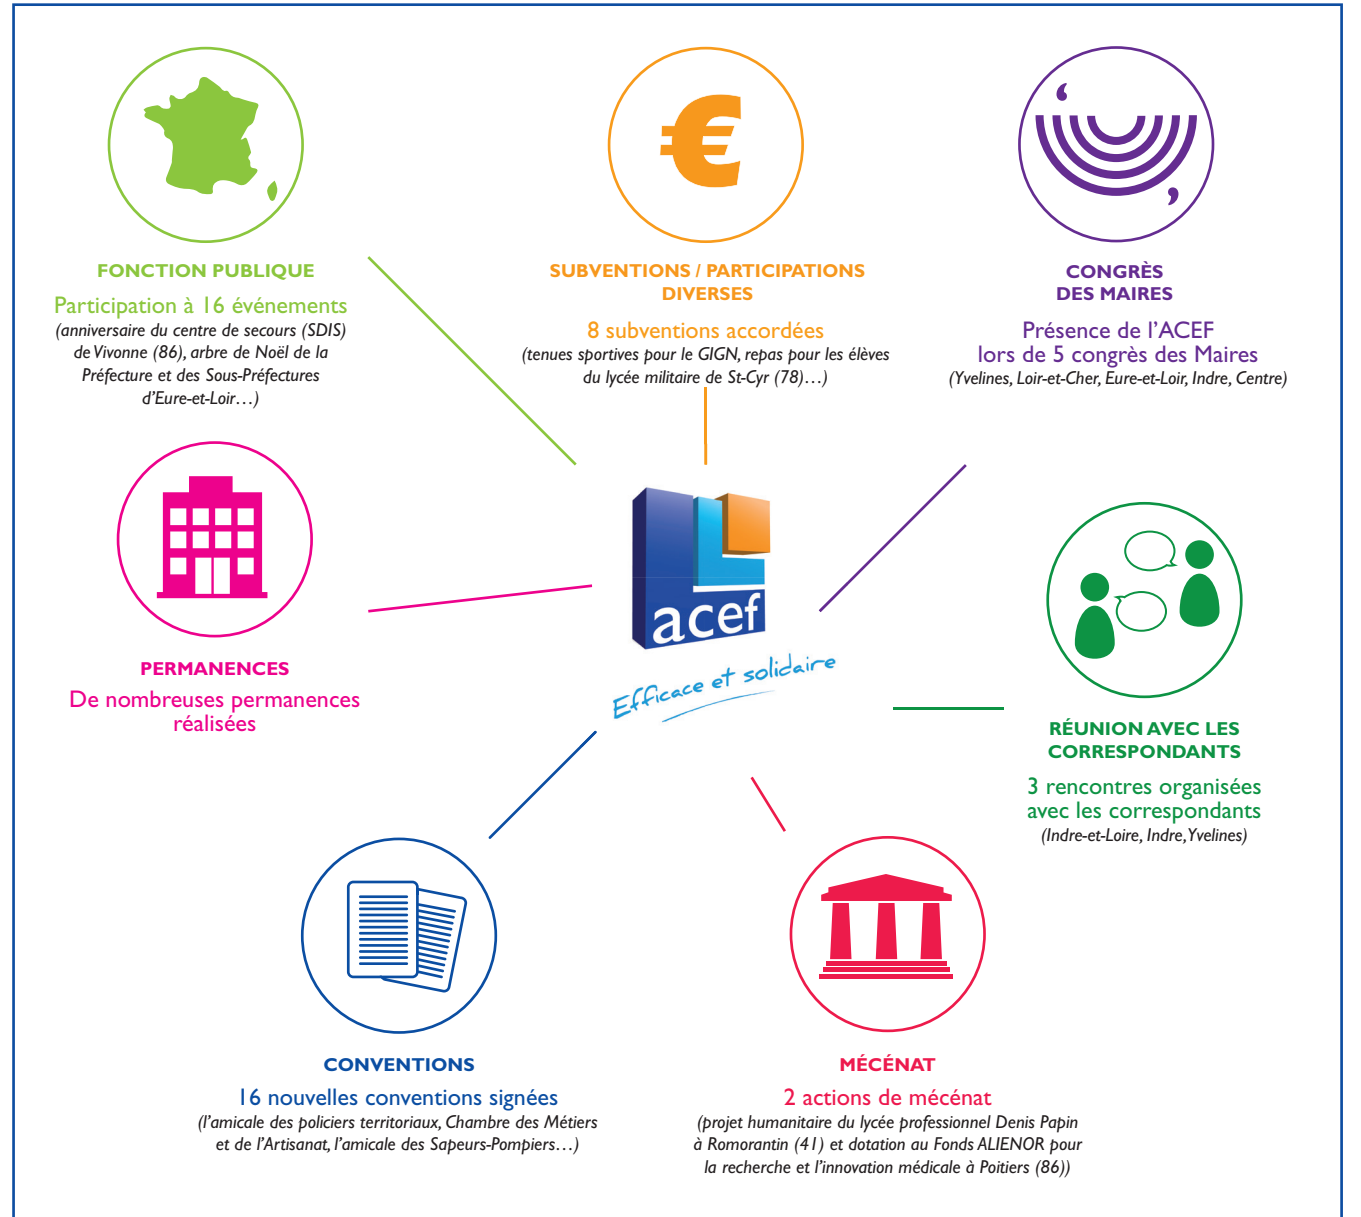 FONCTION PUBLIQUE
Participation à 16 événements
(anniversaire du centre de secours (SDIS)
de Vivonne (86), arbre de Noël de la
Préfecture et des Sous-Préfectures
d'Eure-et-Loir…)
SUBVENTIONS / PARTICIPATIONS
DIVERSES
8 subventions accordées
(tenues sportives pour le GIGN, repas pour les élèves
du lycée militaire de St-Cyr (78)…)
CONGRÈS
DES MAIRES
Présence de l'ACEF
lors de 5 congrès des Maires
(Yvelines, Loir-et-Cher, Eure-et-Loir, Indre, Centre)
PERMANENCES
De nombreuses permanences
réalisées
acef
Efficace et solidaire
RÉUNION AVEC LES
CORRESPONDANTS
3 rencontres organisées
avec les correspondants
(Indre-et-Loire, Indre, Yvelines)
CONVENTIONS
16 nouvelles conventions signées
(l'amicale des policiers territoriaux, Chambre des Métiers
et de l'Artisanat, l'amicale des Sapeurs-Pompiers…)
MÉCÉNAT
2 actions de mécénat
(projet humanitaire du lycée professionnel Denis Papin
à Romorantin (41) et dotation au Fonds ALIENOR pour
la recherche et l'innovation médicale à Poitiers (86))